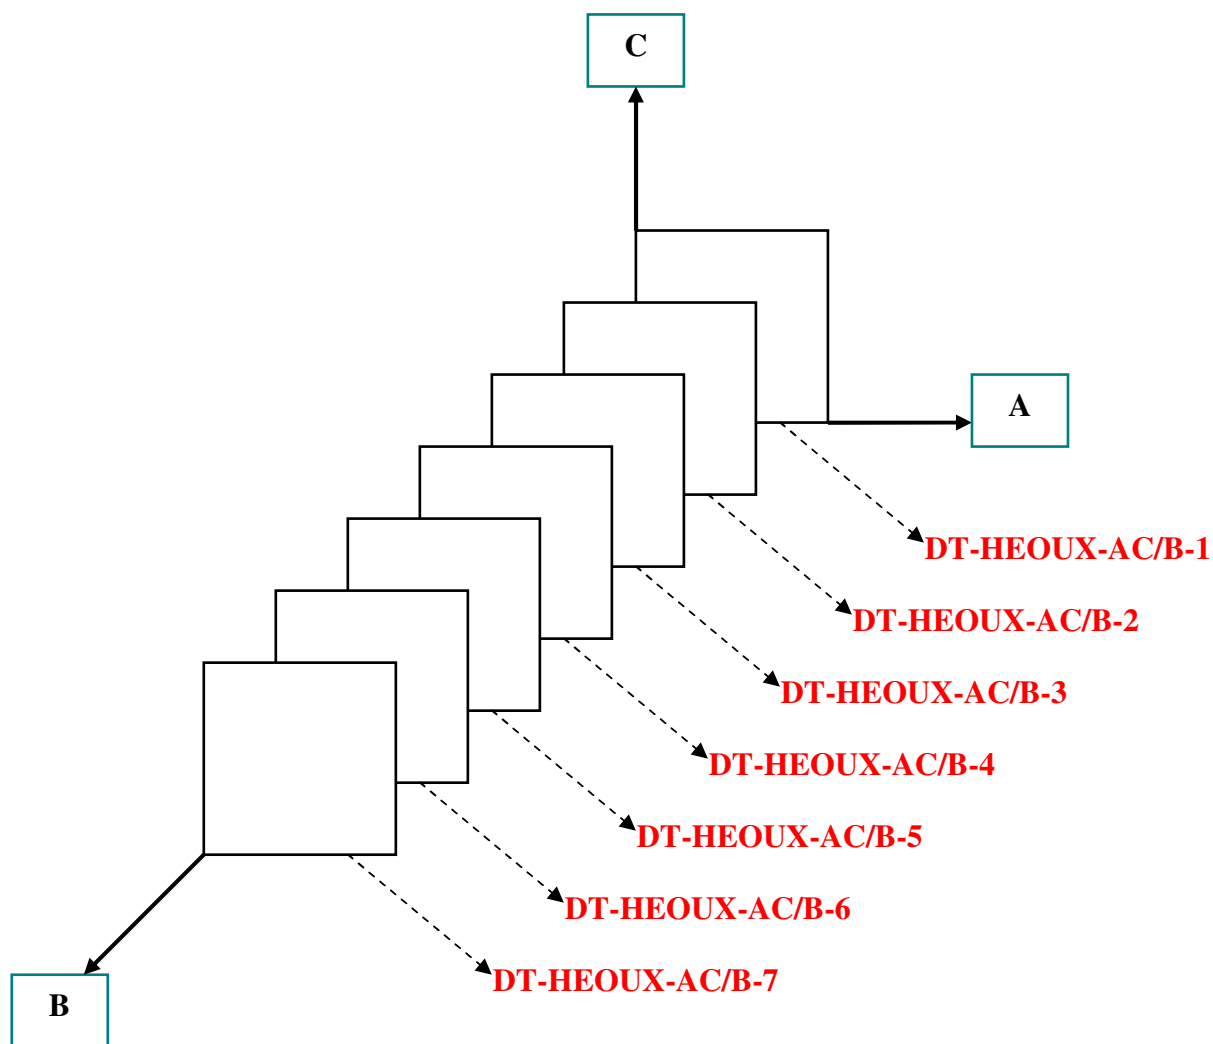 C
A
DT-HEOUX-AC/B-1
DT-HEOUX-AC/B-2
DT-HEOUX-AC/B-3
DT-HEOUX-AC/B-4
DT-HEOUX-AC/B-5
DT-HEOUX-AC/B-6
DT-HEOUX-AC/B-7
B